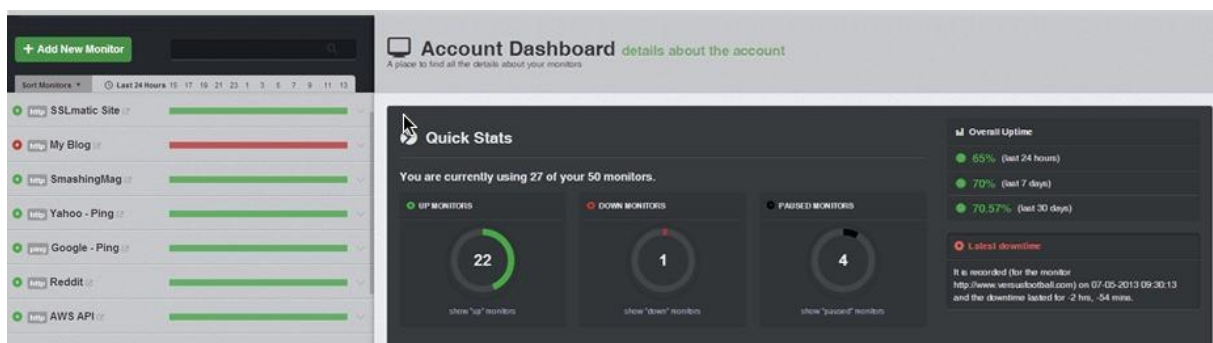 + Add New Monitor
Sort Monitors
Last 24 Hours 15 17 19 21 23 1 3 5 7 9 11 13
http SSLmatic Site
http My Blog
http SmashingMag
http Yahoo - Ping
ping Google - Ping
http Reddit
http AWS API
Account Dashboard details about the account
A place to find all the details about your monitors
Quick Stats
You are currently using 27 of your 50 monitors.
UP MONITORS
22
show "up" monitors
DOWN MONITORS
1
show "down" monitors
PAUSED MONITORS
4
show "paused" monitors
Overall Uptime
65% (last 24 hours)
70% (last 7 days)
70.57% (last 30 days)
Latest downtime
It is recorded (for the monitor
http://www.versusfootball.com) on 07-05-2013 09:30:13
and the downtime lasted for -2 hrs, -54 mins.